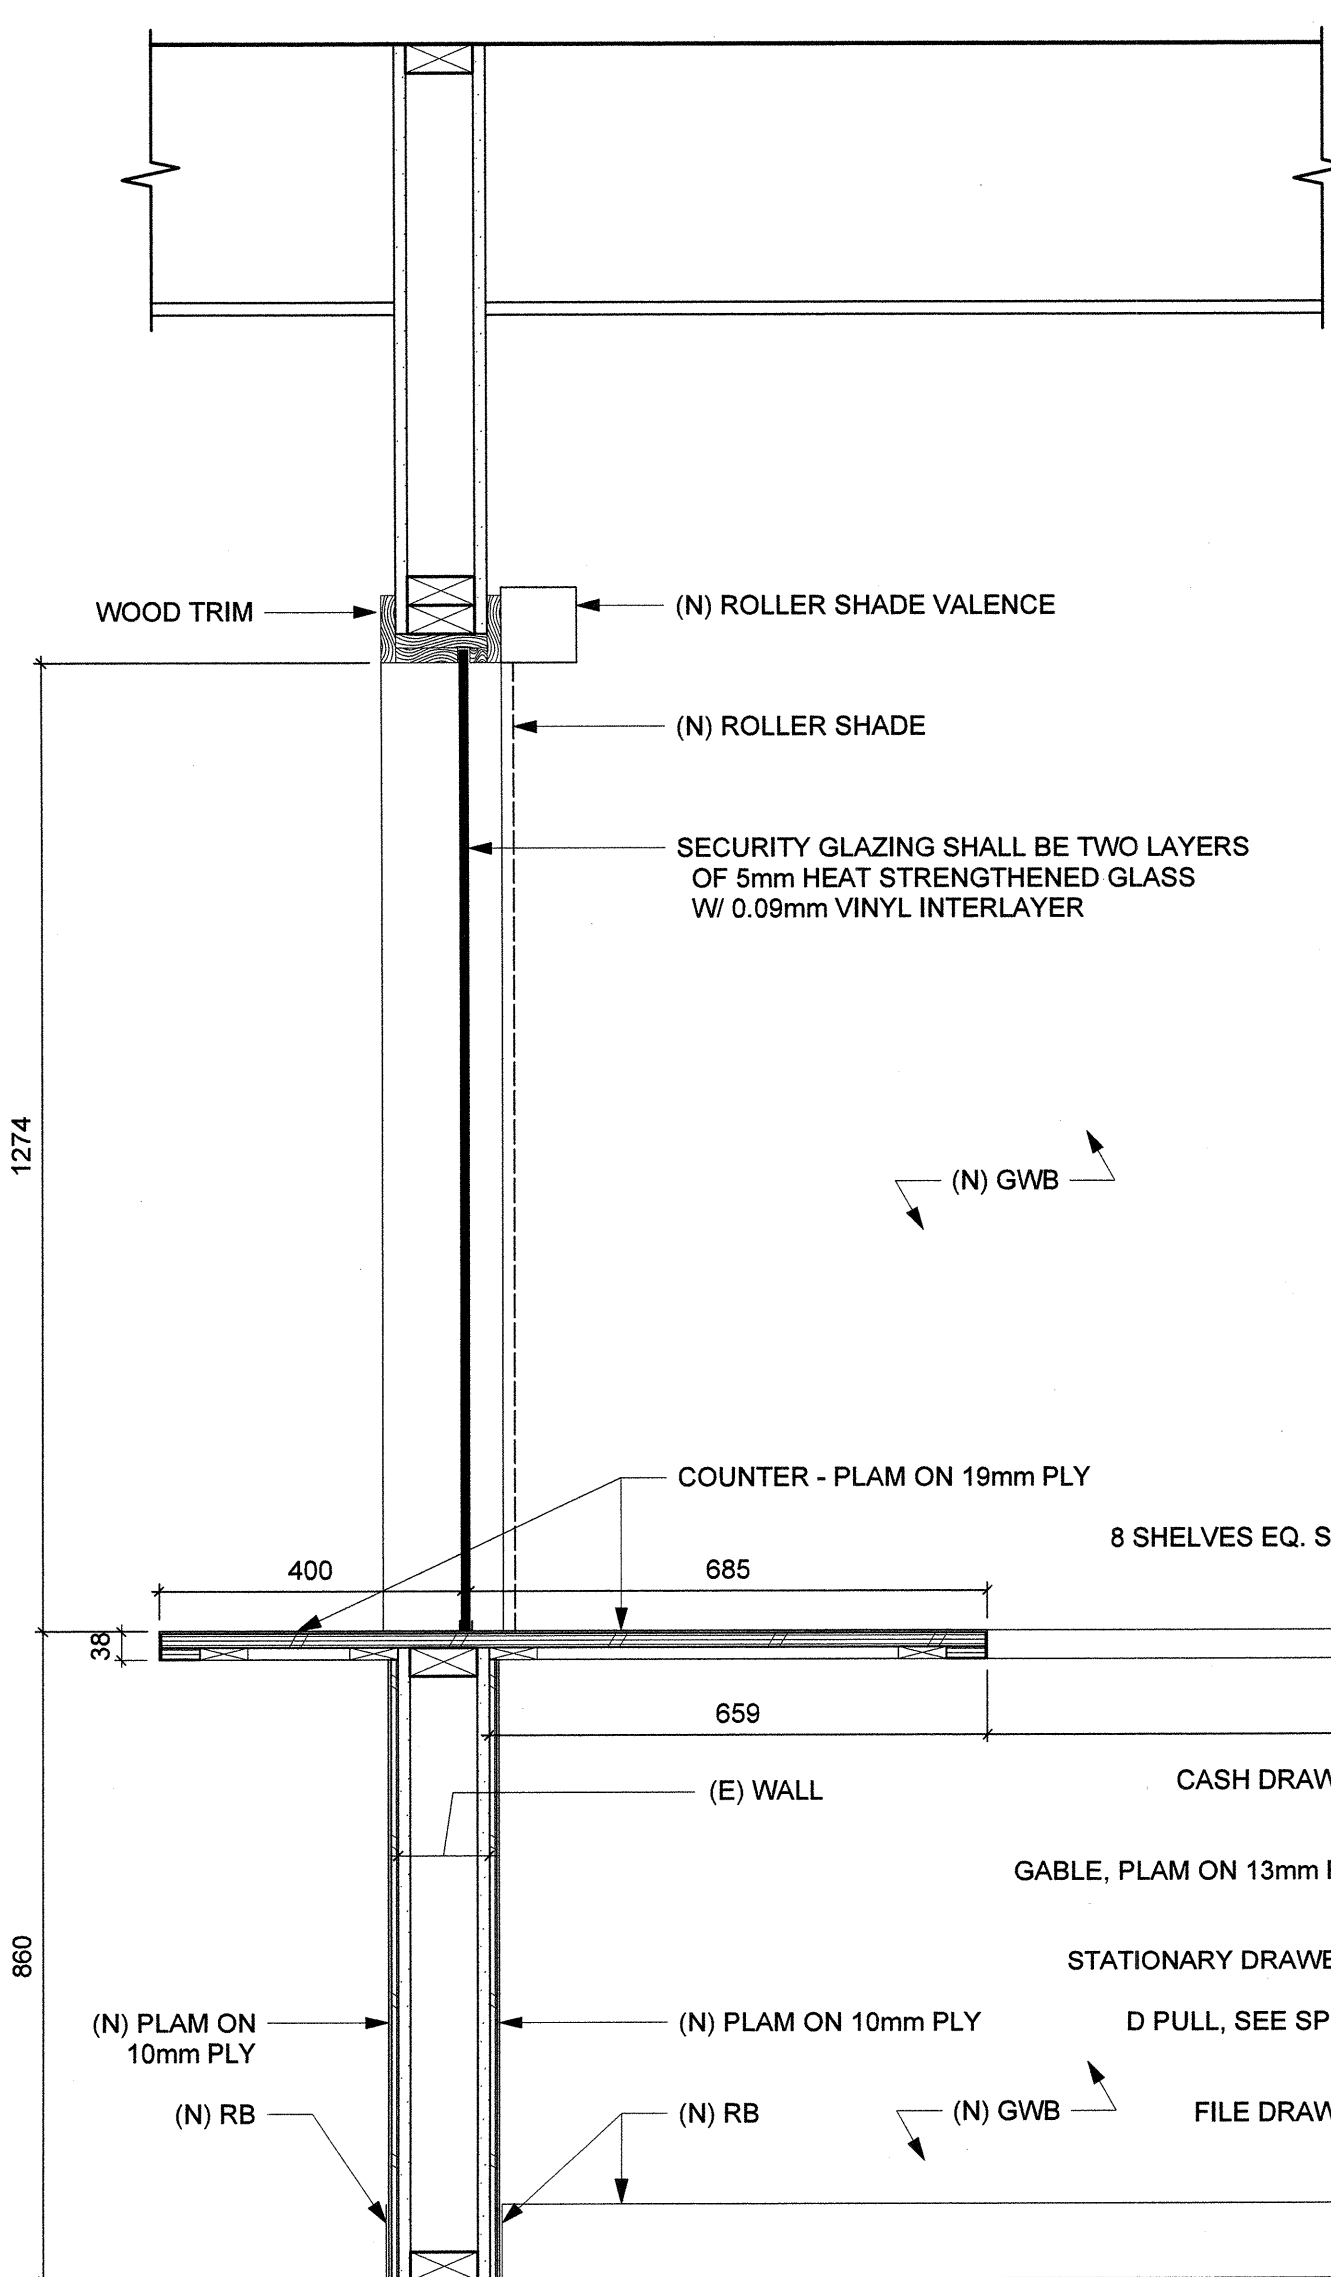 WOOD TRIM
(N) ROLLER SHADE VALENCE
(N) ROLLER SHADE
SECURITY GLAZING SHALL BE TWO LAYERS
OF 5mm HEAT STRENGTHENED GLASS
W/ 0.09mm VINYL INTERLAYER
1274
(N) GWB
COUNTER - PLAM ON 19mm PLY
8 SHELVES EQ. S
400
685
38
659
(E) WALL
CASH DRAW
GABLE, PLAM ON 13mm
860
STATIONARY DRAWE
(N) PLAM ON
10mm PLY
(N) PLAM ON 10mm PLY
D PULL, SEE SP
(N) RB
(N) RB
(N) GWB
FILE DRAW